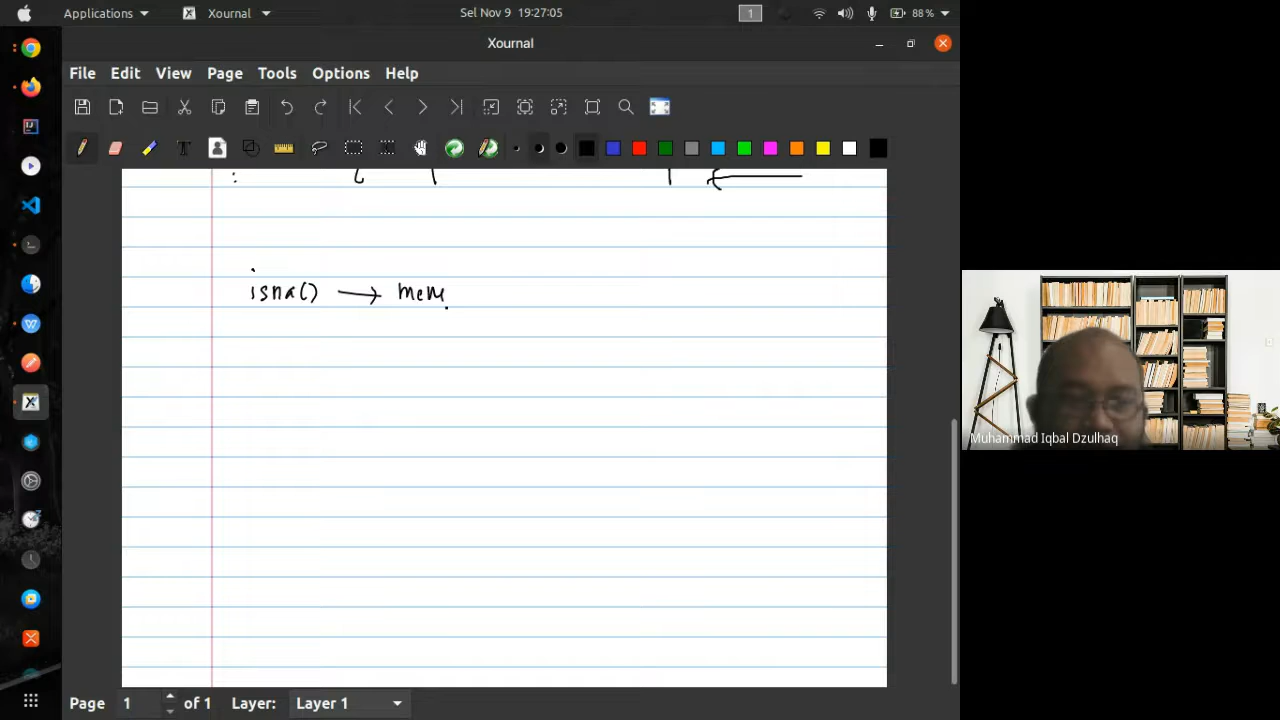 Applications Xournal Sel Nov 9 19:27:05 1 88 %
Xournal
File Edit View Page Tools Options Help
isna() → mem
Muhammad Iqbal Dzulhaq
Page 1 of 1 Layer: Layer 1